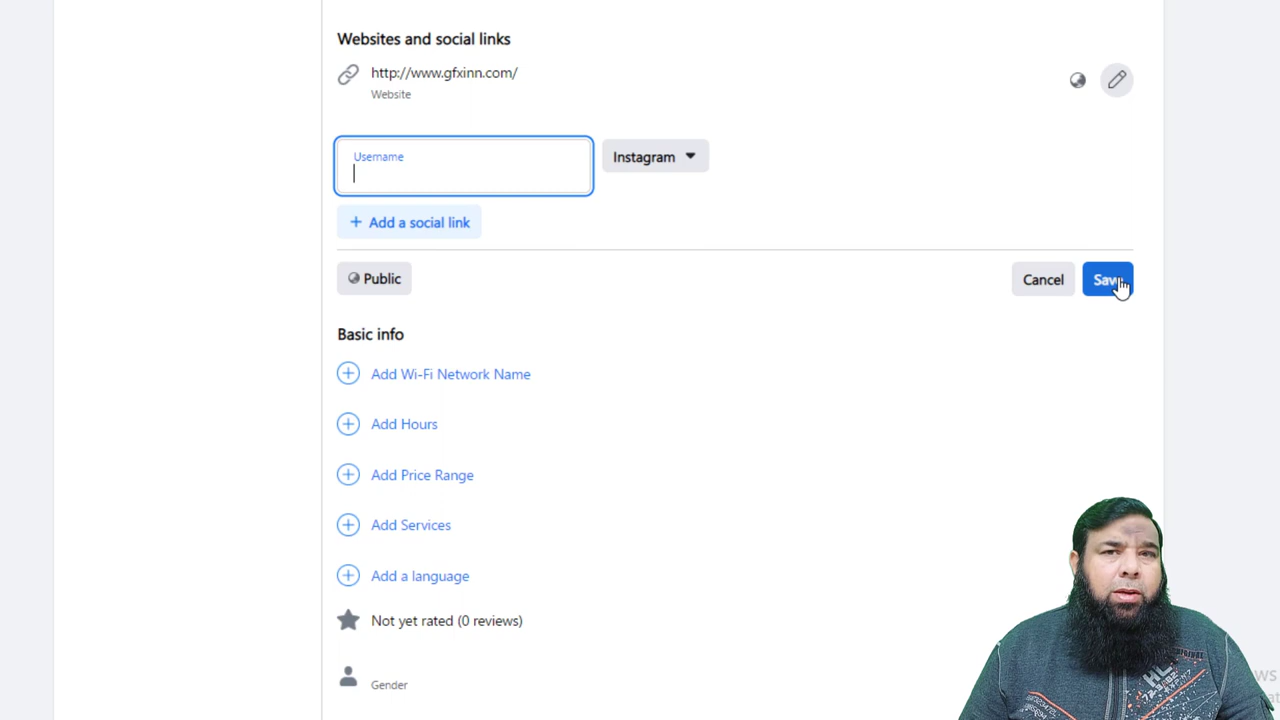 Websites and social links
http://www.gfxinn.com/
Website
Username
Instagram
+ Add a social link
Public
Cancel
Save
Basic info
Add Wi-Fi Network Name
Add Hours
Add Price Range
Add Services
Add a language
Not yet rated (0 reviews)
Gender